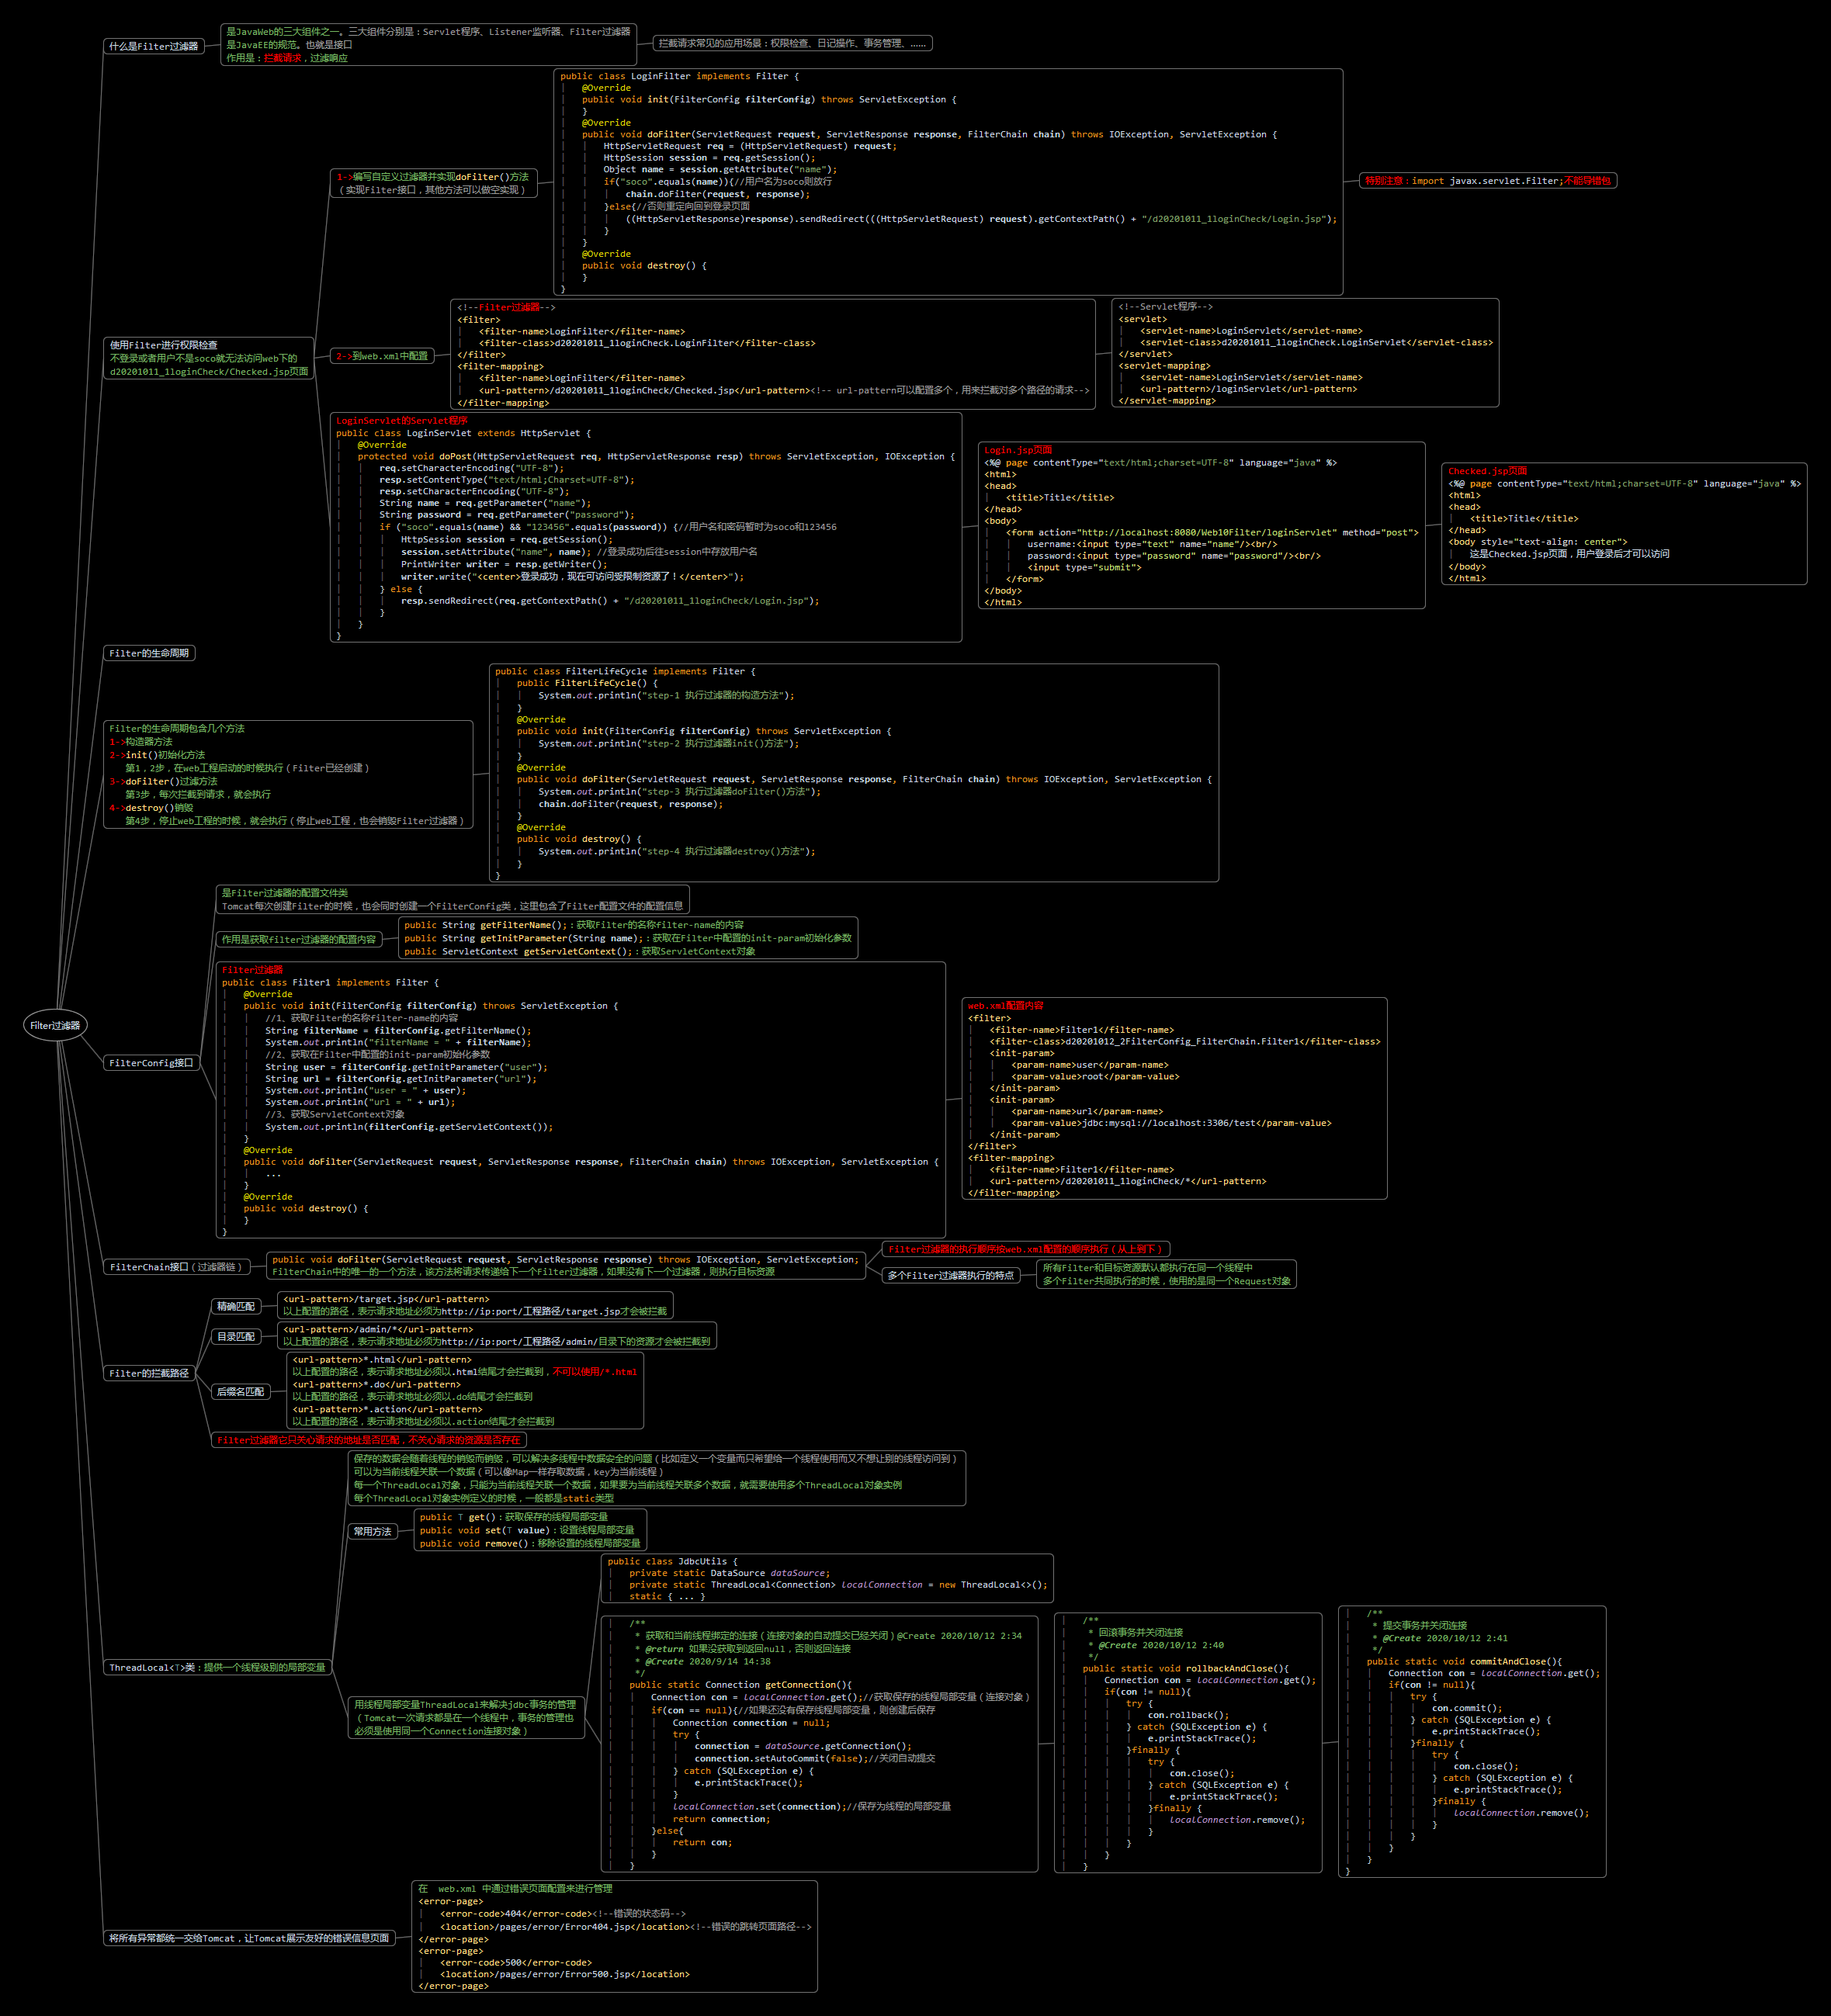 Filter过滤器
什么是Filter过滤器
是JavaWeb的三大组件之一。三大组件分别是：Servlet程序、Listener监听器、Filter过滤器
是JavaEE的规范。也就是接口
作用是：拦截请求，过滤响应
拦截请求常见的应用场景：权限检查、日记操作、事务管理、……
使用Filter进行权限检查
不登录或者用户不是soco就无法访问web下的
d20201011_1loginCheck/Checked.jsp页面
1->编写自定义过滤器并实现doFilter()方法
（实现Filter接口，其他方法可以做空实现）
public class LoginFilter implements Filter {
@Override
public void init(FilterConfig filterConfig) throws ServletException {
}
@Override
public void doFilter(ServletRequest request, ServletResponse response, FilterChain chain) throws IOException, ServletException {
HttpServletRequest req = (HttpServletRequest) request;
HttpSession session = req.getSession();
Object name = session.getAttribute("name");
if("soco".equals(name)){//用户名为soco则放行
chain.doFilter(request, response);
}else{//否则重定向回到登录页面
((HttpServletResponse)response).sendRedirect(((HttpServletRequest) request).getContextPath() + "/d20201011_1loginCheck/Login.jsp");
}
}
@Override
public void destroy() {
}
}
特别注意：import javax.servlet.Filter;不能导错包
2->到web.xml中配置
<!--Filter过滤器-->
<filter>
<filter-name>LoginFilter</filter-name>
<filter-class>d20201011_1loginCheck.LoginFilter</filter-class>
</filter>
<filter-mapping>
<filter-name>LoginFilter</filter-name>
<url-pattern>/d20201011_1loginCheck/Checked.jsp</url-pattern><!-- url-pattern可以配置多个，用来拦截对多个路径的请求-->
</filter-mapping>
<!--Servlet程序-->
<servlet>
<servlet-name>LoginServlet</servlet-name>
<servlet-class>d20201011_1loginCheck.LoginServlet</servlet-class>
</servlet>
<servlet-mapping>
<servlet-name>LoginServlet</servlet-name>
<url-pattern>/loginServlet</url-pattern>
</servlet-mapping>
LoginServlet的Servlet程序
public class LoginServlet extends HttpServlet {
@Override
protected void doPost(HttpServletRequest req, HttpServletResponse resp) throws ServletException, IOException {
req.setCharacterEncoding("UTF-8");
resp.setContentType("text/html;Charset=UTF-8");
resp.setCharacterEncoding("UTF-8");
String name = req.getParameter("name");
String password = req.getParameter("password");
if ("soco".equals(name) && "123456".equals(password)) {//用户名和密码暂时为soco和123456
HttpSession session = req.getSession();
session.setAttribute("name", name); //登录成功后往session中存放用户名
PrintWriter writer = resp.getWriter();
writer.write("<center>登录成功，现在可访问受限制资源了！</center>");
} else {
resp.sendRedirect(req.getContextPath() + "/d20201011_1loginCheck/Login.jsp");
}
}
}
Login.jsp页面
<%@ page contentType="text/html;charset=UTF-8" language="java" %>
<html>
<head>
<title>Title</title>
</head>
<body>
<form action="http://localhost:8080/Web10Filter/loginServlet" method="post">
username:<input type="text" name="name"/><br/>
password:<input type="password" name="password"/><br/>
<input type="submit">
</form>
</body>
</html>
Checked.jsp页面
<%@ page contentType="text/html;charset=UTF-8" language="java" %>
<html>
<head>
<title>Title</title>
</head>
<body style="text-align: center">
这是Checked.jsp页面，用户登录后才可以访问
</body>
</html>
Filter的生命周期
Filter的生命周期包含几个方法
1->构造器方法
2->init()初始化方法
第1，2步，在web工程启动的时候执行（Filter已经创建）
3->doFilter()过滤方法
第3步，每次拦截到请求，就会执行
4->destroy()销毁
第4步，停止web工程的时候，就会执行（停止web工程，也会销毁Filter过滤器）
public class FilterLifeCycle implements Filter {
public FilterLifeCycle() {
System.out.println("step-1 执行过滤器的构造方法");
}
@Override
public void init(FilterConfig filterConfig) throws ServletException {
System.out.println("step-2 执行过滤器init()方法");
}
@Override
public void doFilter(ServletRequest request, ServletResponse response, FilterChain chain) throws IOException, ServletException {
System.out.println("step-3 执行过滤器doFilter()方法");
chain.doFilter(request, response);
}
@Override
public void destroy() {
System.out.println("step-4 执行过滤器destroy()方法");
}
}
FilterConfig接口
是Filter过滤器的配置文件类
Tomcat每次创建Filter的时候，也会同时创建一个FilterConfig类，这里包含了Filter配置文件的配置信息
作用是获取filter过滤器的配置内容
public String getFilterName();：获取Filter的名称filter-name的内容
public String getInitParameter(String name);：获取在Filter中配置的init-param初始化参数
public ServletContext getServletContext();：获取ServletContext对象
Filter过滤器
public class Filter1 implements Filter {
@Override
public void init(FilterConfig filterConfig) throws ServletException {
//1、获取Filter的名称filter-name的内容
String filterName = filterConfig.getFilterName();
System.out.println("filterName = " + filterName);
//2、获取在Filter中配置的init-param初始化参数
String user = filterConfig.getInitParameter("user");
String url = filterConfig.getInitParameter("url");
System.out.println("user = " + user);
System.out.println("url = " + url);
//3、获取ServletContext对象
System.out.println(filterConfig.getServletContext());
}
@Override
public void doFilter(ServletRequest request, ServletResponse response, FilterChain chain) throws IOException, ServletException {
...
}
@Override
public void destroy() {
}
}
web.xml配置内容
<filter>
<filter-name>Filter1</filter-name>
<filter-class>d20201012_2FilterConfig_FilterChain.Filter1</filter-class>
<init-param>
<param-name>user</param-name>
<param-value>root</param-value>
</init-param>
<init-param>
<param-name>url</param-name>
<param-value>jdbc:mysql://localhost:3306/test</param-value>
</init-param>
</filter>
<filter-mapping>
<filter-name>Filter1</filter-name>
<url-pattern>/d20201011_1loginCheck/*</url-pattern>
</filter-mapping>
FilterChain接口（过滤器链）
public void doFilter(ServletRequest request, ServletResponse response) throws IOException, ServletException;
FilterChain中的唯一的一个方法，该方法将请求传递给下一个Filter过滤器，如果没有下一个过滤器，则执行目标资源
Filter过滤器的执行顺序按web.xml配置的顺序执行（从上到下）
多个Filter过滤器执行的特点
所有Filter和目标资源默认都执行在同一个线程中
多个Filter共同执行的时候，使用的是同一个Request对象
Filter的拦截路径
精确匹配
<url-pattern>/target.jsp</url-pattern>
以上配置的路径，表示请求地址必须为http://ip:port/工程路径/target.jsp才会被拦截
目录匹配
<url-pattern>/admin/*</url-pattern>
以上配置的路径，表示请求地址必须为http://ip:port/工程路径/admin/目录下的资源才会被拦截到
后缀名匹配
<url-pattern>*.html</url-pattern>
以上配置的路径，表示请求地址必须以.html结尾才会拦截到，不可以使用/*.html
<url-pattern>*.do</url-pattern>
以上配置的路径，表示请求地址必须以.do结尾才会拦截到
<url-pattern>*.action</url-pattern>
以上配置的路径，表示请求地址必须以.action结尾才会拦截到
Filter过滤器它只关心请求的地址是否匹配，不关心请求的资源是否存在
ThreadLocal<T>类：提供一个线程级别的局部变量
保存的数据会随着线程的销毁而销毁，可以解决多线程中数据安全的问题（比如定义一个变量而只希望给一个线程使用而又不想让别的线程访问到）
可以为当前线程关联一个数据（可以像Map一样存取数据，key为当前线程）
每一个ThreadLocal对象，只能为当前线程关联一个数据，如果要为当前线程关联多个数据，就需要使用多个ThreadLocal对象实例
每个ThreadLocal对象实例定义的时候，一般都是static类型
常用方法
public T get()：获取保存的线程局部变量
public void set(T value)：设置线程局部变量
public void remove()：移除设置的线程局部变量
用线程局部变量ThreadLocal来解决jdbc事务的管理
（Tomcat一次请求都是在一个线程中，事务的管理也
必须是使用同一个Connection连接对象）
public class JdbcUtils {
private static DataSource dataSource;
private static ThreadLocal<Connection> localConnection = new ThreadLocal<>();
static { ... }
/**
* 获取和当前线程绑定的连接（连接对象的自动提交已经关闭）@Create 2020/10/12 2:34
* @return 如果没获取到返回null，否则返回连接
* @Create 2020/9/14 14:38
*/
public static Connection getConnection(){
Connection con = localConnection.get();//获取保存的线程局部变量（连接对象）
if(con == null){//如果还没有保存线程局部变量，则创建后保存
Connection connection = null;
try {
connection = dataSource.getConnection();
connection.setAutoCommit(false);//关闭自动提交
} catch (SQLException e) {
e.printStackTrace();
}
localConnection.set(connection);//保存为线程的局部变量
return connection;
}else{
return con;
}
}
/**
* 回滚事务并关闭连接
* @Create 2020/10/12 2:40
*/
public static void rollbackAndClose(){
Connection con = localConnection.get();
if(con != null){
try {
con.rollback();
} catch (SQLException e) {
e.printStackTrace();
}finally {
try {
con.close();
} catch (SQLException e) {
e.printStackTrace();
}finally {
localConnection.remove();
}
}
}
}
/**
* 提交事务并关闭连接
* @Create 2020/10/12 2:41
*/
public static void commitAndClose(){
Connection con = localConnection.get();
if(con != null){
try {
con.commit();
} catch (SQLException e) {
e.printStackTrace();
}finally {
try {
con.close();
} catch (SQLException e) {
e.printStackTrace();
}finally {
localConnection.remove();
}
}
}
}
}
将所有异常都统一交给Tomcat，让Tomcat展示友好的错误信息页面
在 web.xml 中通过错误页面配置来进行管理
<error-page>
<error-code>404</error-code><!--错误的状态码-->
<location>/pages/error/Error404.jsp</location><!--错误的跳转页面路径-->
</error-page>
<error-page>
<error-code>500</error-code>
<location>/pages/error/Error500.jsp</location>
</error-page>